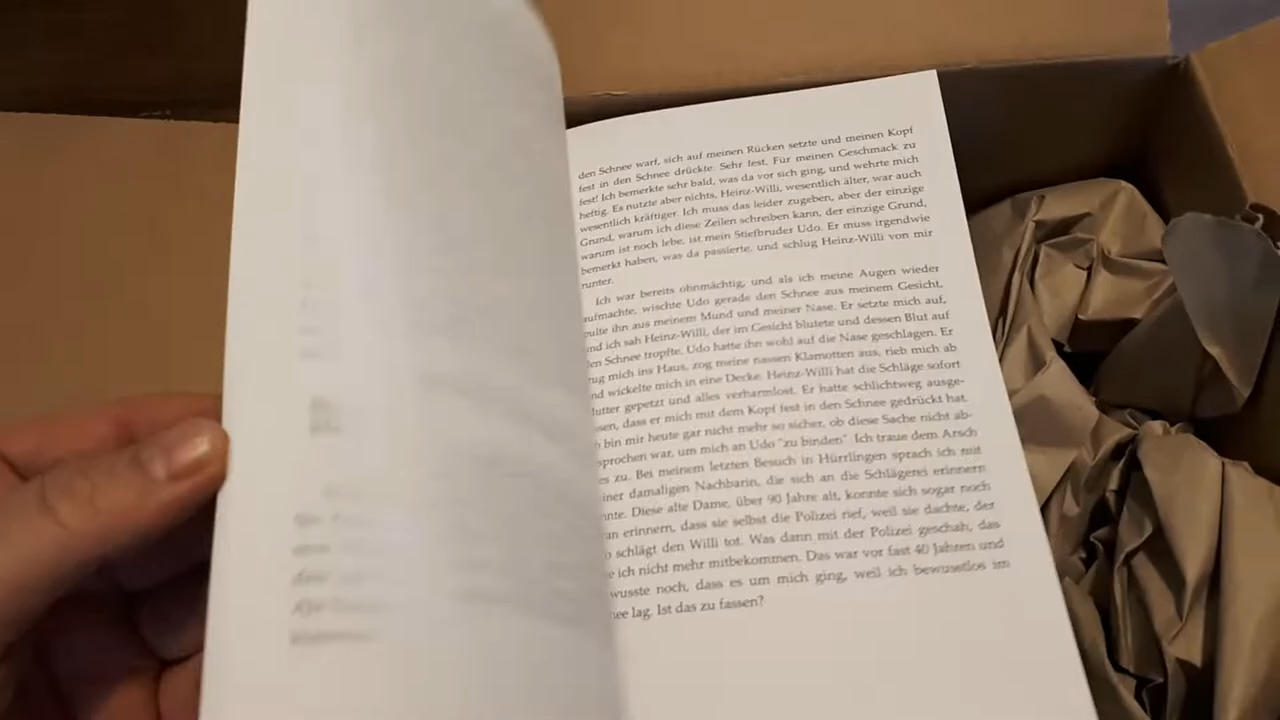 den Schnee warf, sich auf meinen Rücken setzte und meinen Kopf
fest in den Schnee drückte. Sehr fest. Für meinen Geschmack zu
fest! Ich bemerkte sehr bald, was da vor sich ging, und wehrte mich
heftig. Es nutzte aber nichts, Heinz-Willi, wesentlich älter, war auch
wesentlich kräftiger. Ich muss das leider zugeben, aber der einzige
Grund, warum ich diese Zeilen schreiben kann, der einzige Grund,
warum ist noch lebe, ist mein Stiefbruder Udo. Er muss irgendwie
bemerkt haben, was da passierte, und schlug Heinz-Willi von mir
runter.
Ich war bereits ohnmächtig, und als ich meine Augen wieder
aufmachte, wischte Udo gerade den Schnee aus meinem Gesicht,
ihn aus meinem Mund und meiner Nase. Er setzte mich auf,
und ich sah Heinz-Willi, der im Gesicht blutete und dessen Blut auf
den Schnee tropfte. Udo hatte ihn wohl auf die Nase geschlagen. Er
mich ins Haus, zog meine nassen Klamotten aus, rieb mich ab
nd wickelte mich in eine Decke. Heinz-Willi hat die Schläge sofort
gepetzt und alles verharmlost. Er hatte schlichtweg ausge-
sen, dass er mich mit dem Kopf fest in den Schnee gedrückt hat.
bin mir heute gar nicht mehr so sicher, ob diese Sache nicht ab-
sprochen war, um mich an Udo "zu binden". Ich traue dem Arsch
es zu. Bei meinem letzten Besuch in Hürrlingen sprach ich mit
iner damaligen Nachbarin, die sich an die Schlägerei erinnern
nnte. Diese alte Dame, über 90 Jahre alt, konnte sich sogar noch
an erinnern, dass sie selbst die Polizei rief, weil sie dachte, der
o schlägt den Willi tot. Was dann mit der Polizei geschah, das
e ich nicht mehr mitbekommen. Das war vor fast 40 Jahren und
wusste noch, dass es um mich ging, weil ich bewusstlos im
nee lag. Ist das zu fassen?